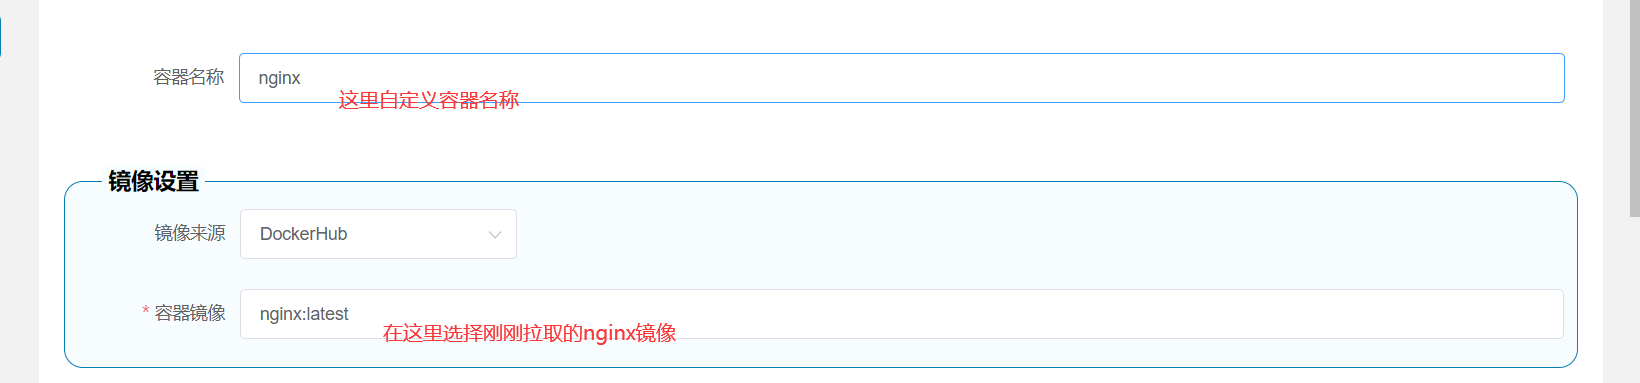 容器名称 nginx
这里自定义容器名称
镜像设置
镜像来源 DockerHub
* 容器镜像 nginx:latest
在这里选择刚刚拉取的nginx镜像